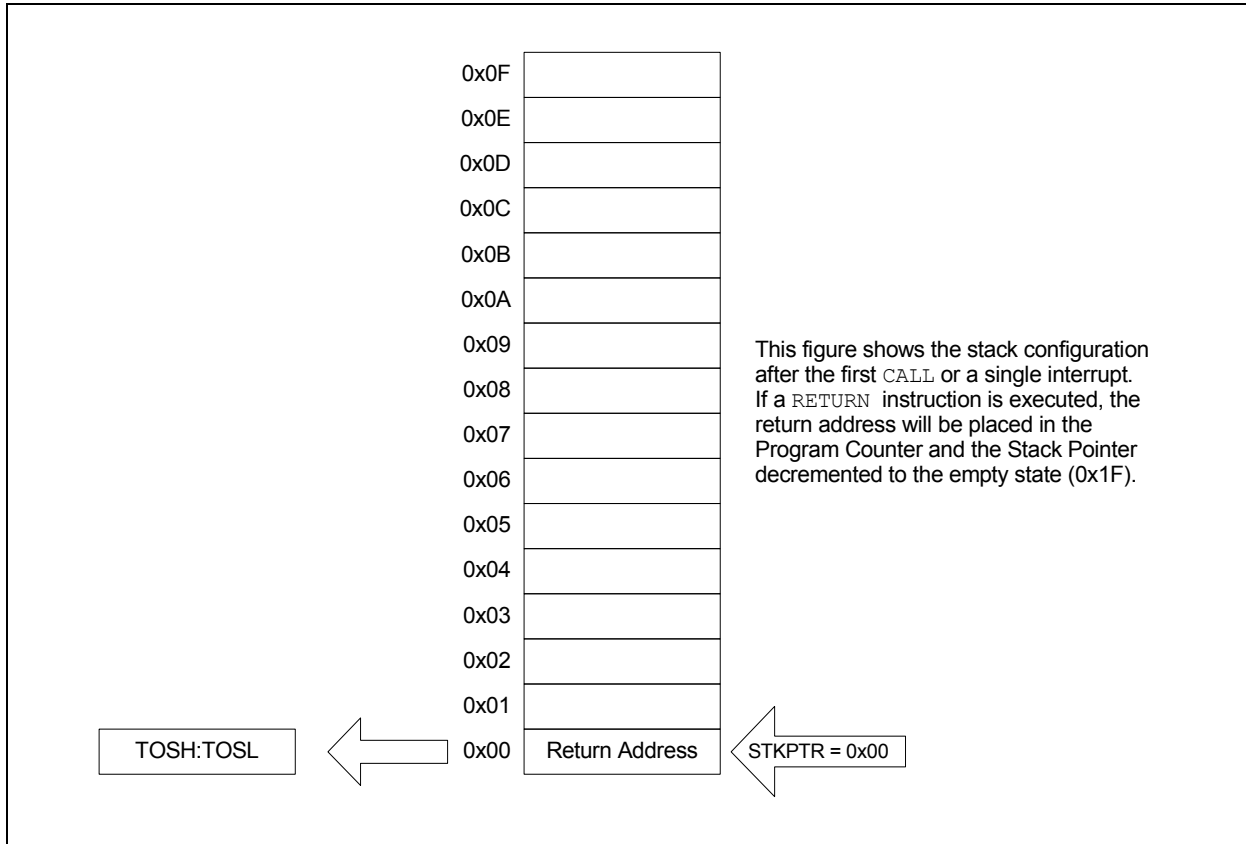 0x0F
0x0E
0x0D
0x0C
0x0B
0x0A
0x09
This figure shows the stack configuration
0x08
after the first CALL or a single interrupt.
If a RETURN instruction is executed, the
0x07
return address will be placed in the
Program Counter and the Stack Pointer
0x06
decremented to the empty state (0x1F).
0x05
0x04
0x03
0x02
0x01
TOSH:TOSL
0x00
Return Address
STKPTR = 0x00